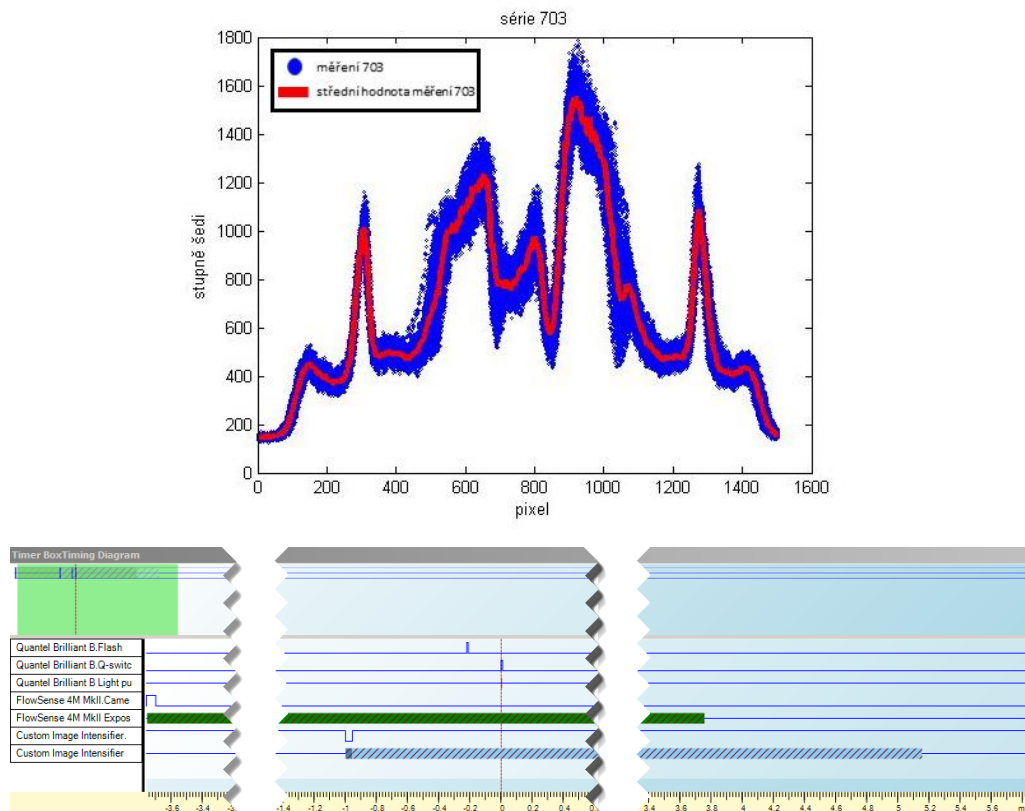 série 703
1800
1600
1400
1200
1000
800
600
400
200
0
měření 703
střední hodnota měření 703
stupně šedi
0 200 400 600 800 1000 1200 1400 1600
pixel
Timer BoxTiming Diagram
Quantel Brilliant B.Flash
Quantel Brilliant B.Q-switc
Quantel Brilliant B Light pu
FlowSense 4M MkII.Came
FlowSense 4M MkII Expos
Custom Image Intensifier.
Custom Image Intensifier
-3.6 -3.4 -1.4 -1.2 -1 -0.8 -0.6 -0.4 -0.2 0 0.2 0.4 3.4 3.6 3.8 4 4.2 4.4 4.6 4.8 5 5.2 5.4 5.6 m